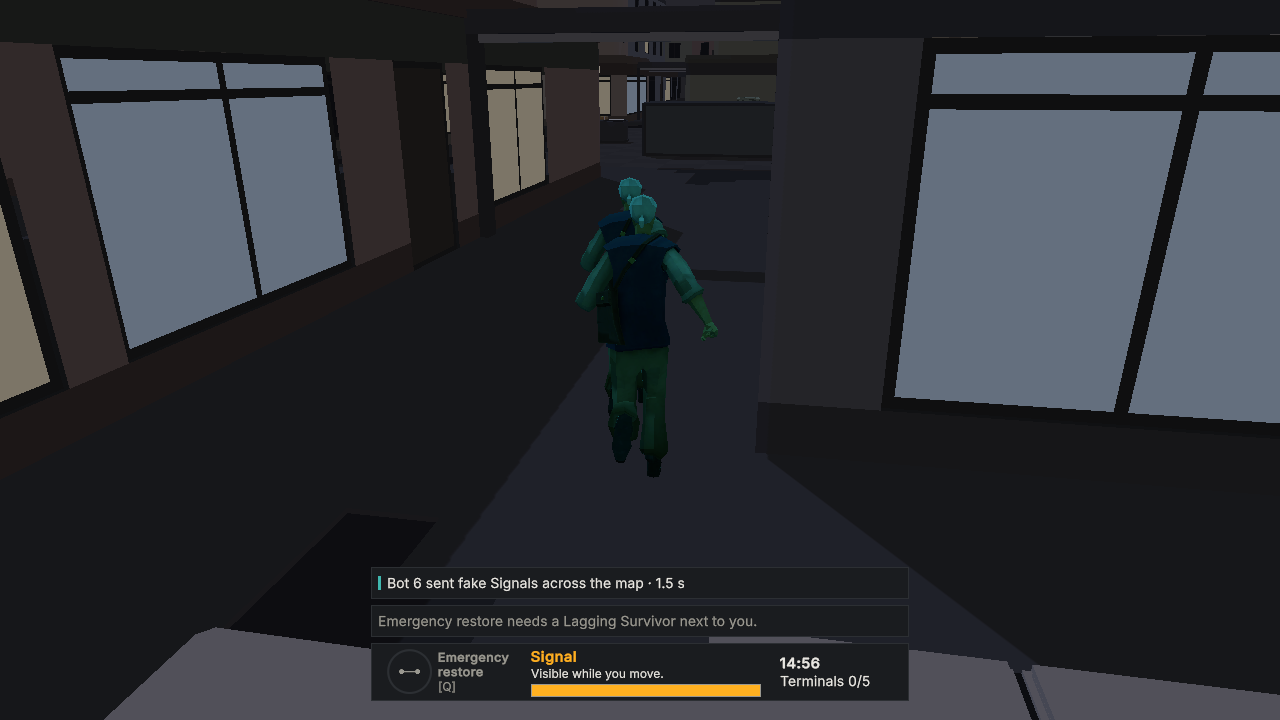 Bot 6 sent fake Signals across the map · 1.5 s
Emergency restore needs a Lagging Survivor next to you.
Emergency
restore
[Q]
Signal
Visible while you move.
14:56
Terminals 0/5